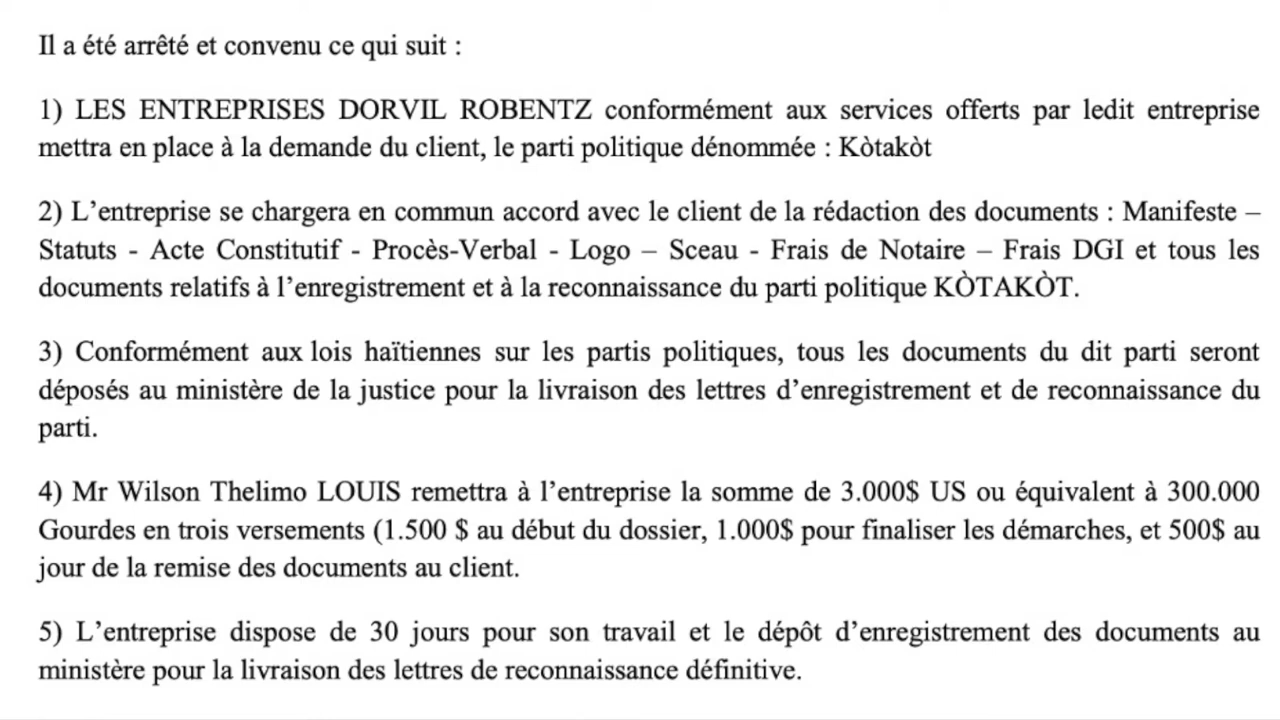 Il a été arrêté et convenu ce qui suit :
1) LES ENTREPRISES DORVIL ROBENTZ conformément aux services offerts par ledit entreprise
mettra en place à la demande du client, le parti politique dénommée : Kòtakòt
2) L’entreprise se chargera en commun accord avec le client de la rédaction des documents : Manifeste –
Statuts - Acte Constitutif - Procès-Verbal - Logo – Sceau - Frais de Notaire – Frais DGI et tous les
documents relatifs à l’enregistrement et à la reconnaissance du parti politique KÒTAKÒT.
3) Conformément aux lois haïtiennes sur les partis politiques, tous les documents du dit parti seront
déposés au ministère de la justice pour la livraison des lettres d’enregistrement et de reconnaissance du
parti.
4) Mr Wilson Thelimo LOUIS remettra à l’entreprise la somme de 3.000$ US ou équivalent à 300.000
Gourdes en trois versements (1.500 $ au début du dossier, 1.000$ pour finaliser les démarches, et 500$ au
jour de la remise des documents au client.
5) L’entreprise dispose de 30 jours pour son travail et le dépôt d’enregistrement des documents au
ministère pour la livraison des lettres de reconnaissance définitive.